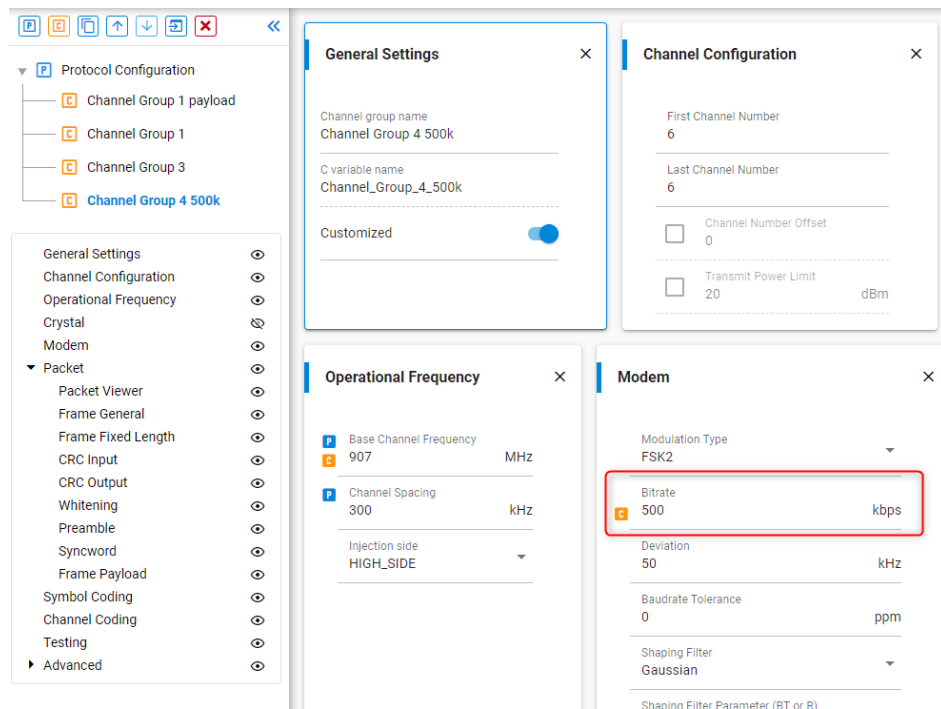 P C
«
P Protocol Configuration
C Channel Group 1 payload
C Channel Group 1
C Channel Group 3
C Channel Group 4 500k
General Settings
Channel Configuration
Operational Frequency
Crystal
Modem
Packet
Packet Viewer
Frame General
Frame Fixed Length
CRC Input
CRC Output
Whitening
Preamble
Syncword
Frame Payload
Symbol Coding
Channel Coding
Testing
Advanced
General Settings
Channel group name
Channel Group 4 500k
C variable name
Channel_Group_4_500k
Customized
Channel Configuration
First Channel Number
6
Last Channel Number
6
Channel Number Offset
0
Transmit Power Limit
20 dBm
Operational Frequency
P Base Channel Frequency
C 907 MHz
P Channel Spacing
300 kHz
Injection side
HIGH_SIDE
Modem
Modulation Type
FSK2
Bitrate
C 500 kbps
Deviation
50 kHz
Baudrate Tolerance
0 ppm
Shaping Filter
Gaussian
Shaping Filter Parameter (BT or R)